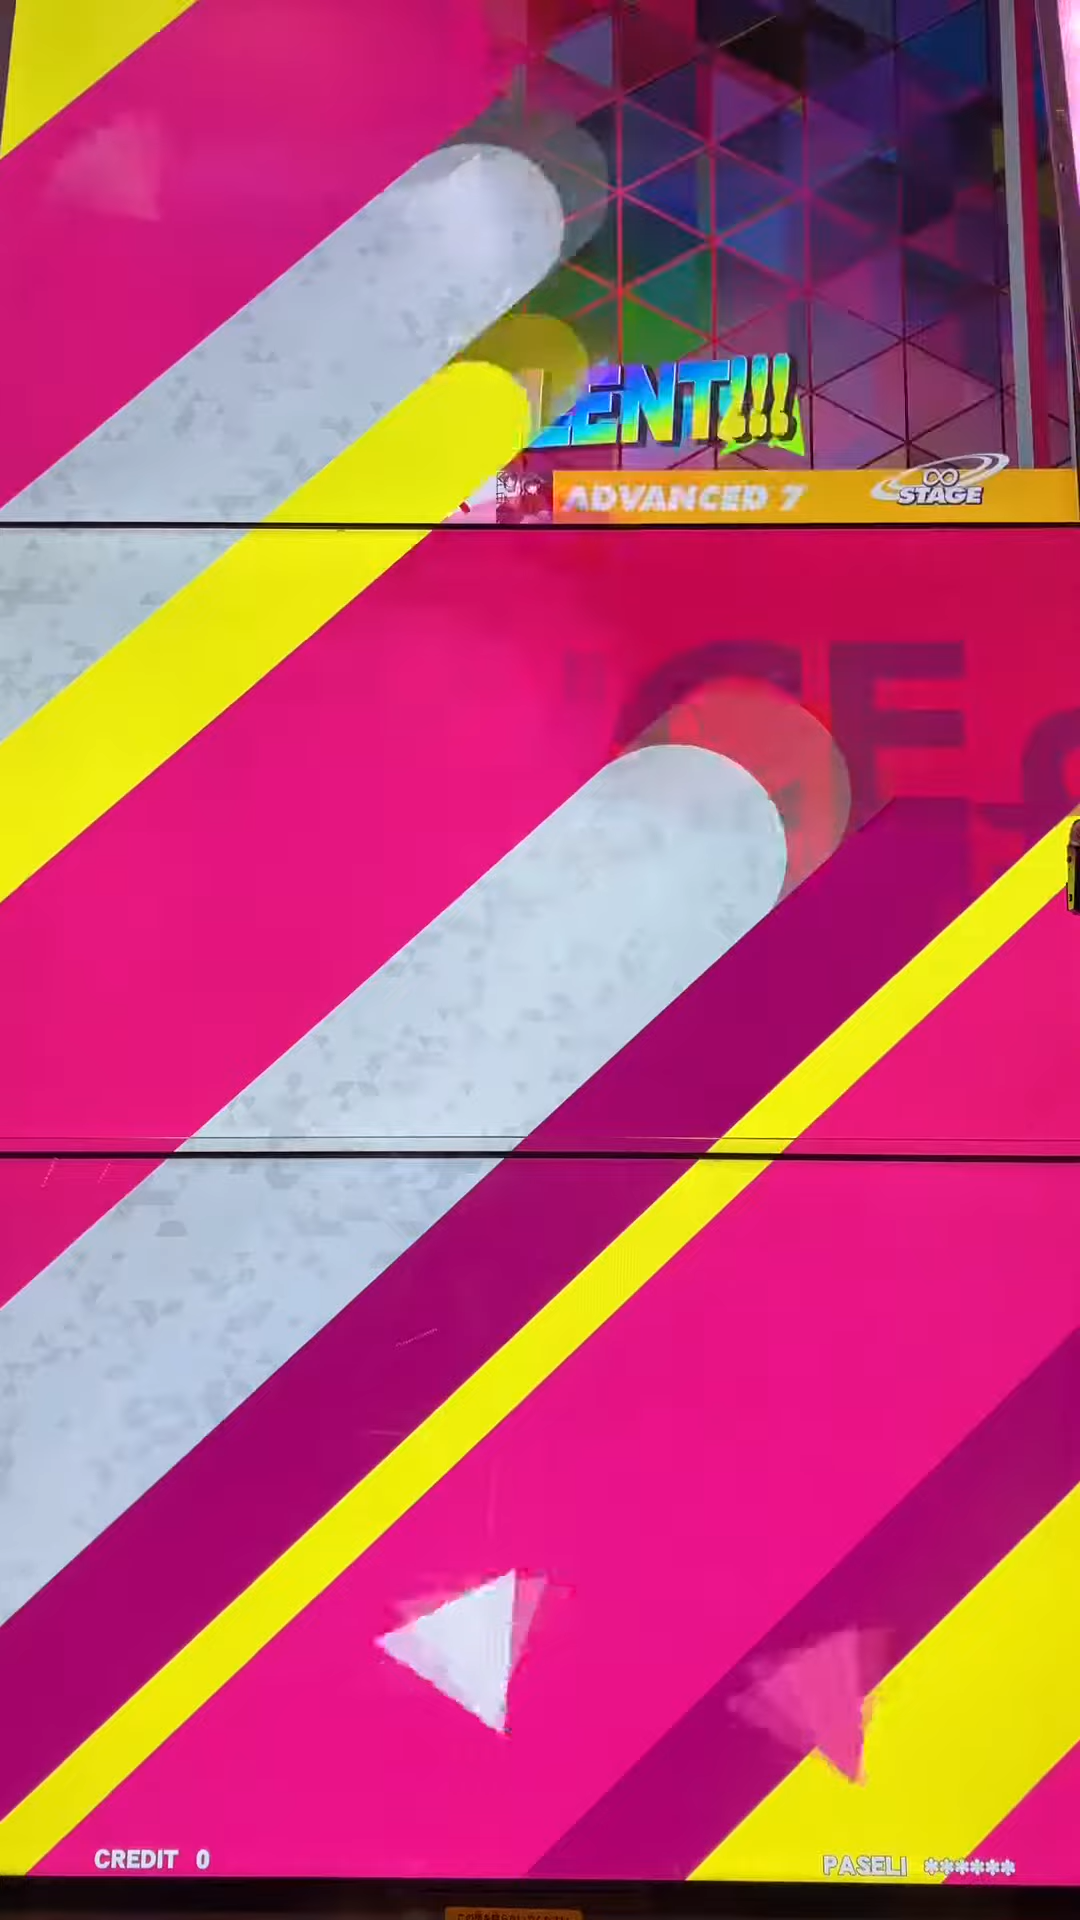 LENT!!!
ADVANCED 7
∞
STAGE
CREDIT 0
PASELI ******